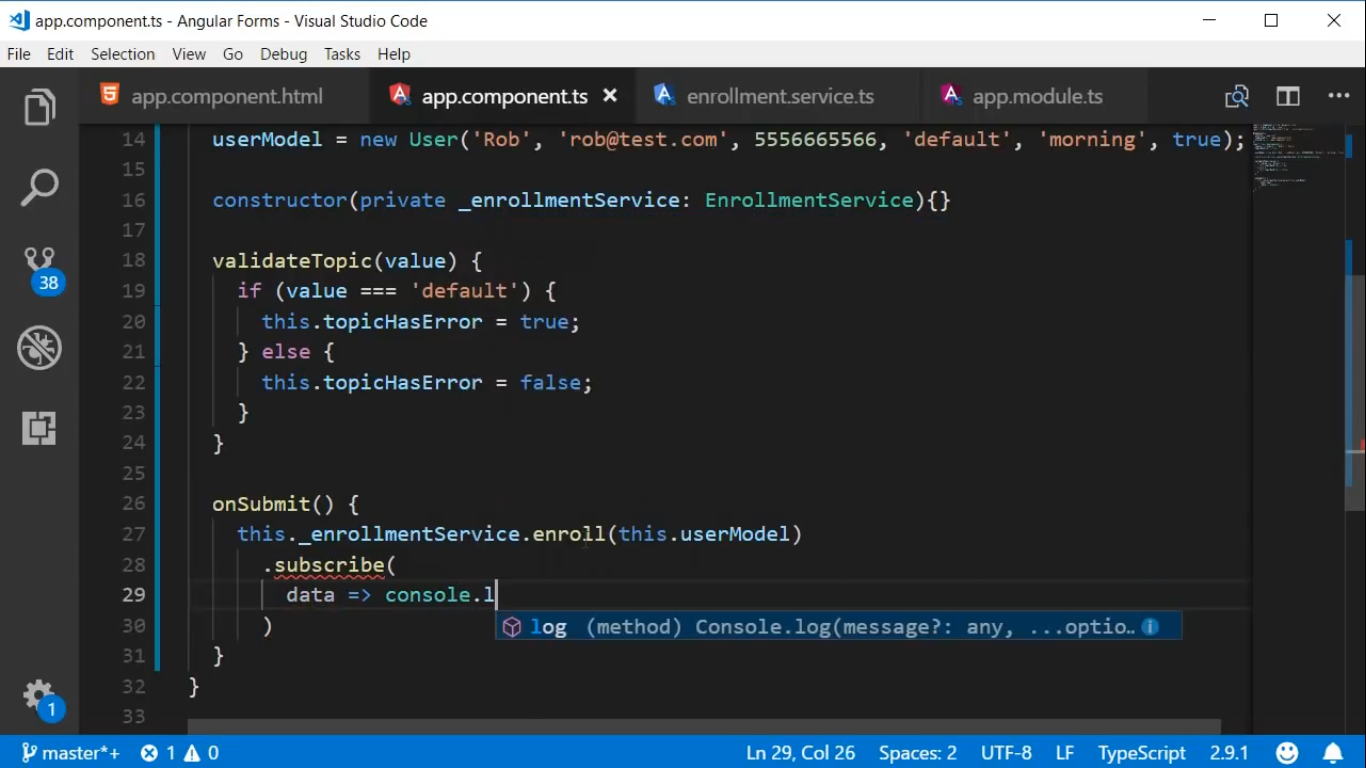 app.component.ts - Angular Forms - Visual Studio Code
File Edit Selection View Go Debug Tasks Help
app.component.html app.component.ts enrollment.service.ts app.module.ts
14 userModel = new User('Rob', 'rob@test.com', 5556665566, 'default', 'morning', true);
15
16 constructor(private _enrollmentService: EnrollmentService){}
17
18 validateTopic(value) {
19 if (value === 'default') {
20 this.topicHasError = true;
21 } else {
22 this.topicHasError = false;
23 }
24 }
25
26 onSubmit() {
27 this._enrollmentService.enroll(this.userModel)
28 .subscribe(
29 data => console.l
log (method) Console.log(message?: any, ...optio…
30 )
31 }
32 }
33
38
1
master*+ 1 0 Ln 29, Col 26 Spaces: 2 UTF-8 LF TypeScript 2.9.1